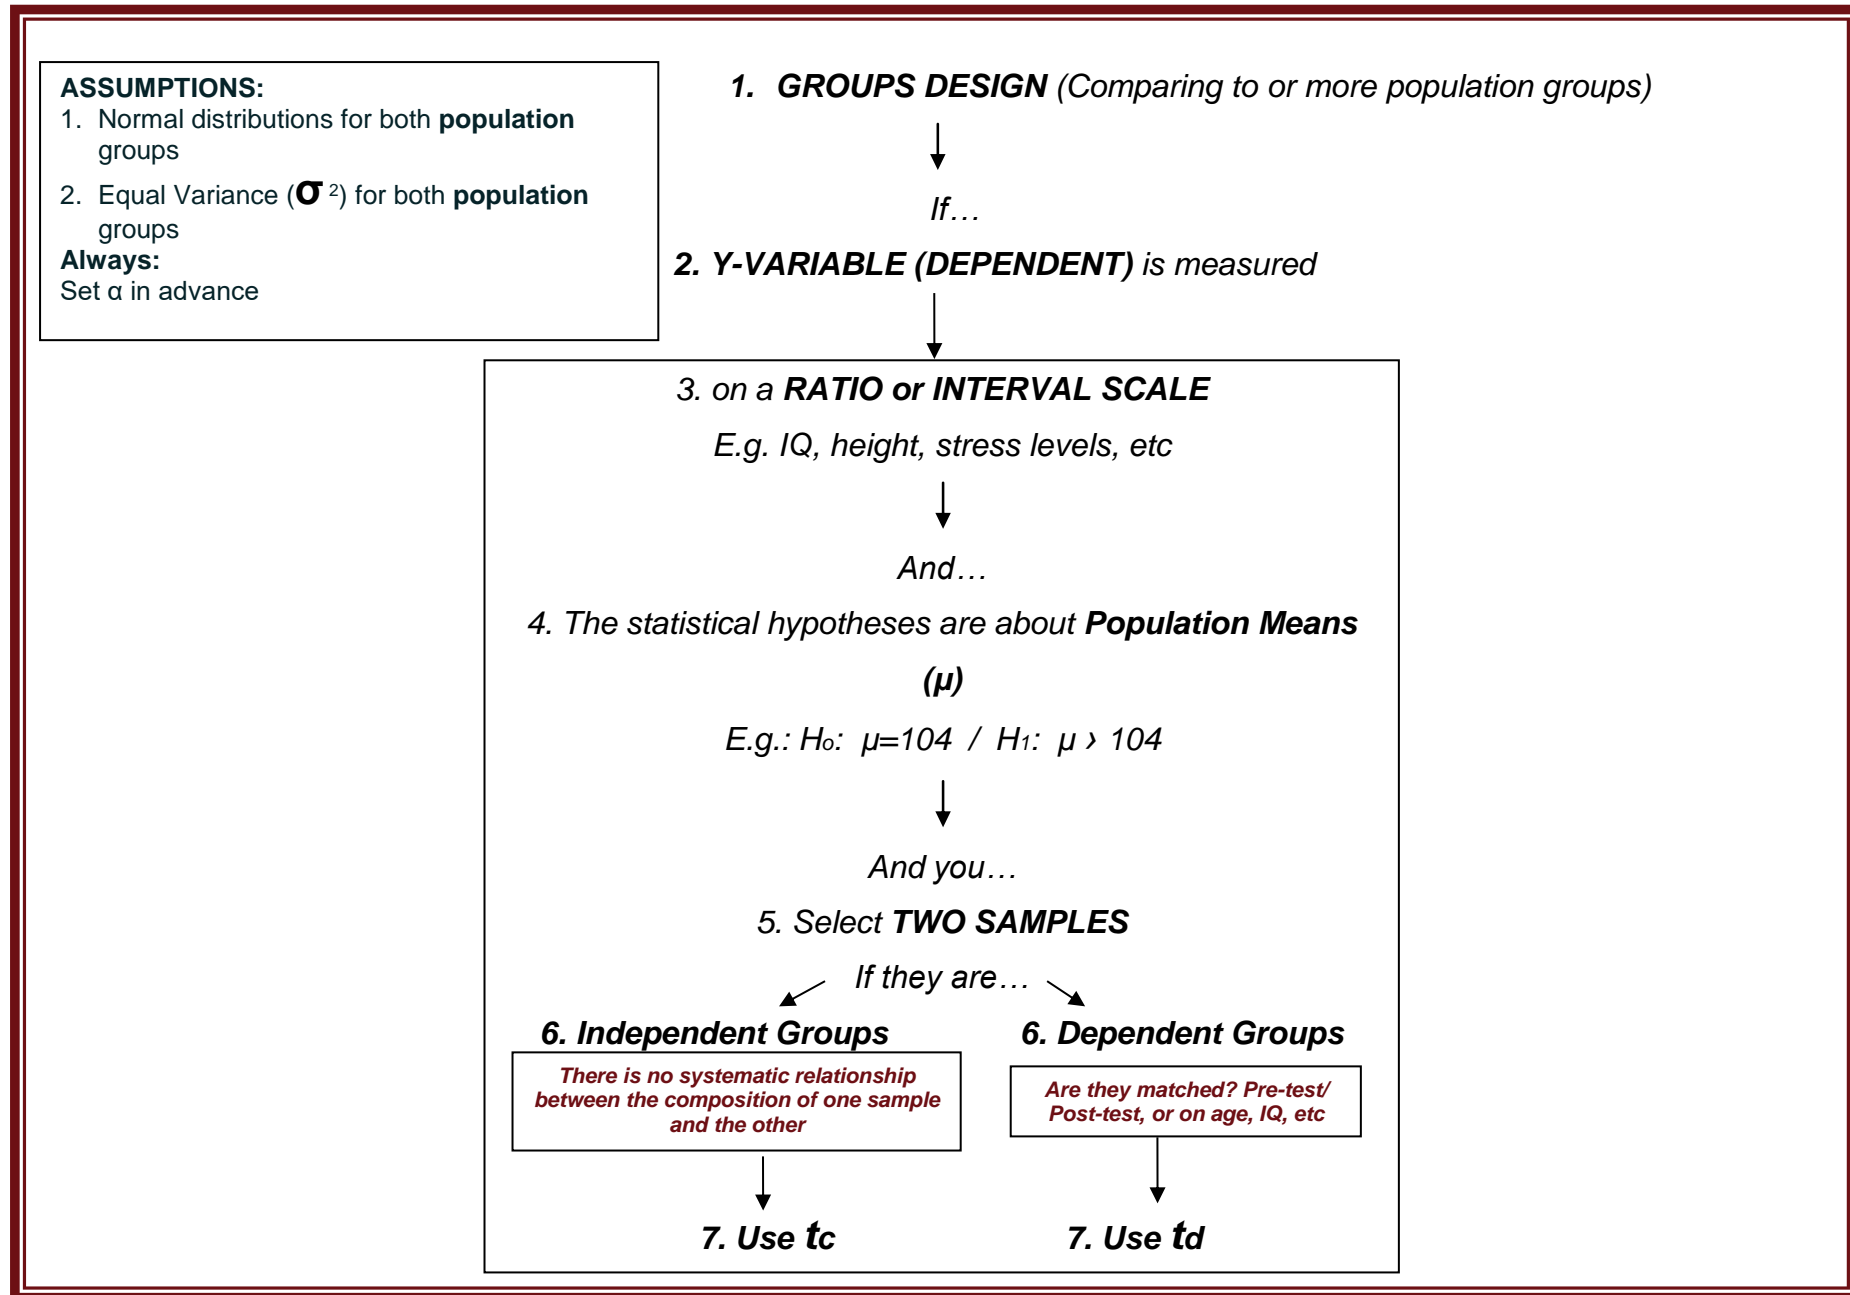 ASSUMPTIONS:
1. Normal distributions for both population
groups
2. Equal Variance (σ ²) for both population
groups
Always:
Set α in advance
1. GROUPS DESIGN (Comparing to or more population groups)
If…
2. Y-VARIABLE (DEPENDENT) is measured
3. on a RATIO or INTERVAL SCALE
E.g. IQ, height, stress levels, etc
And…
4. The statistical hypotheses are about Population Means
(μ)
E.g.: Ho: μ=104 / H1: μ › 104
And you…
5. Select TWO SAMPLES
If they are…
6. Independent Groups
There is no systematic relationship
between the composition of one sample
and the other
7. Use tc
6. Dependent Groups
Are they matched? Pre-test/
Post-test, or on age, IQ, etc
7. Use td